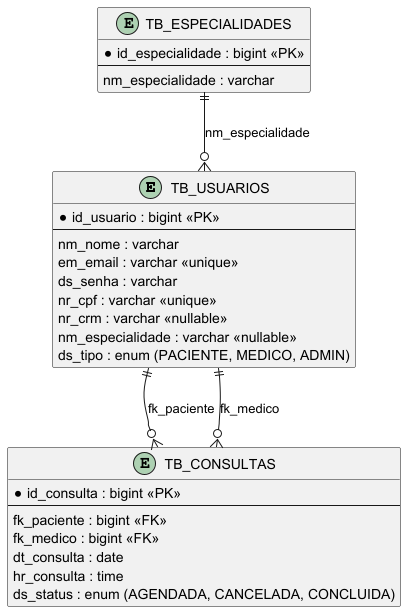 E TB_ESPECIALIDADES
id_especialidade : bigint «PK»
nm_especialidade : varchar
nm_especialidade
E TB_USUARIOS
id_usuario : bigint «PK»
nm_nome : varchar
em_email : varchar «unique»
ds_senha : varchar
nr_cpf : varchar «unique»
nr_crm : varchar «nullable»
nm_especialidade : varchar «nullable»
ds_tipo : enum (PACIENTE, MEDICO, ADMIN)
fk_paciente fk_medico
E TB_CONSULTAS
id_consulta : bigint «PK»
fk_paciente : bigint «FK»
fk_medico : bigint «FK»
dt_consulta : date
hr_consulta : time
ds_status : enum (AGENDADA, CANCELADA, CONCLUIDA)